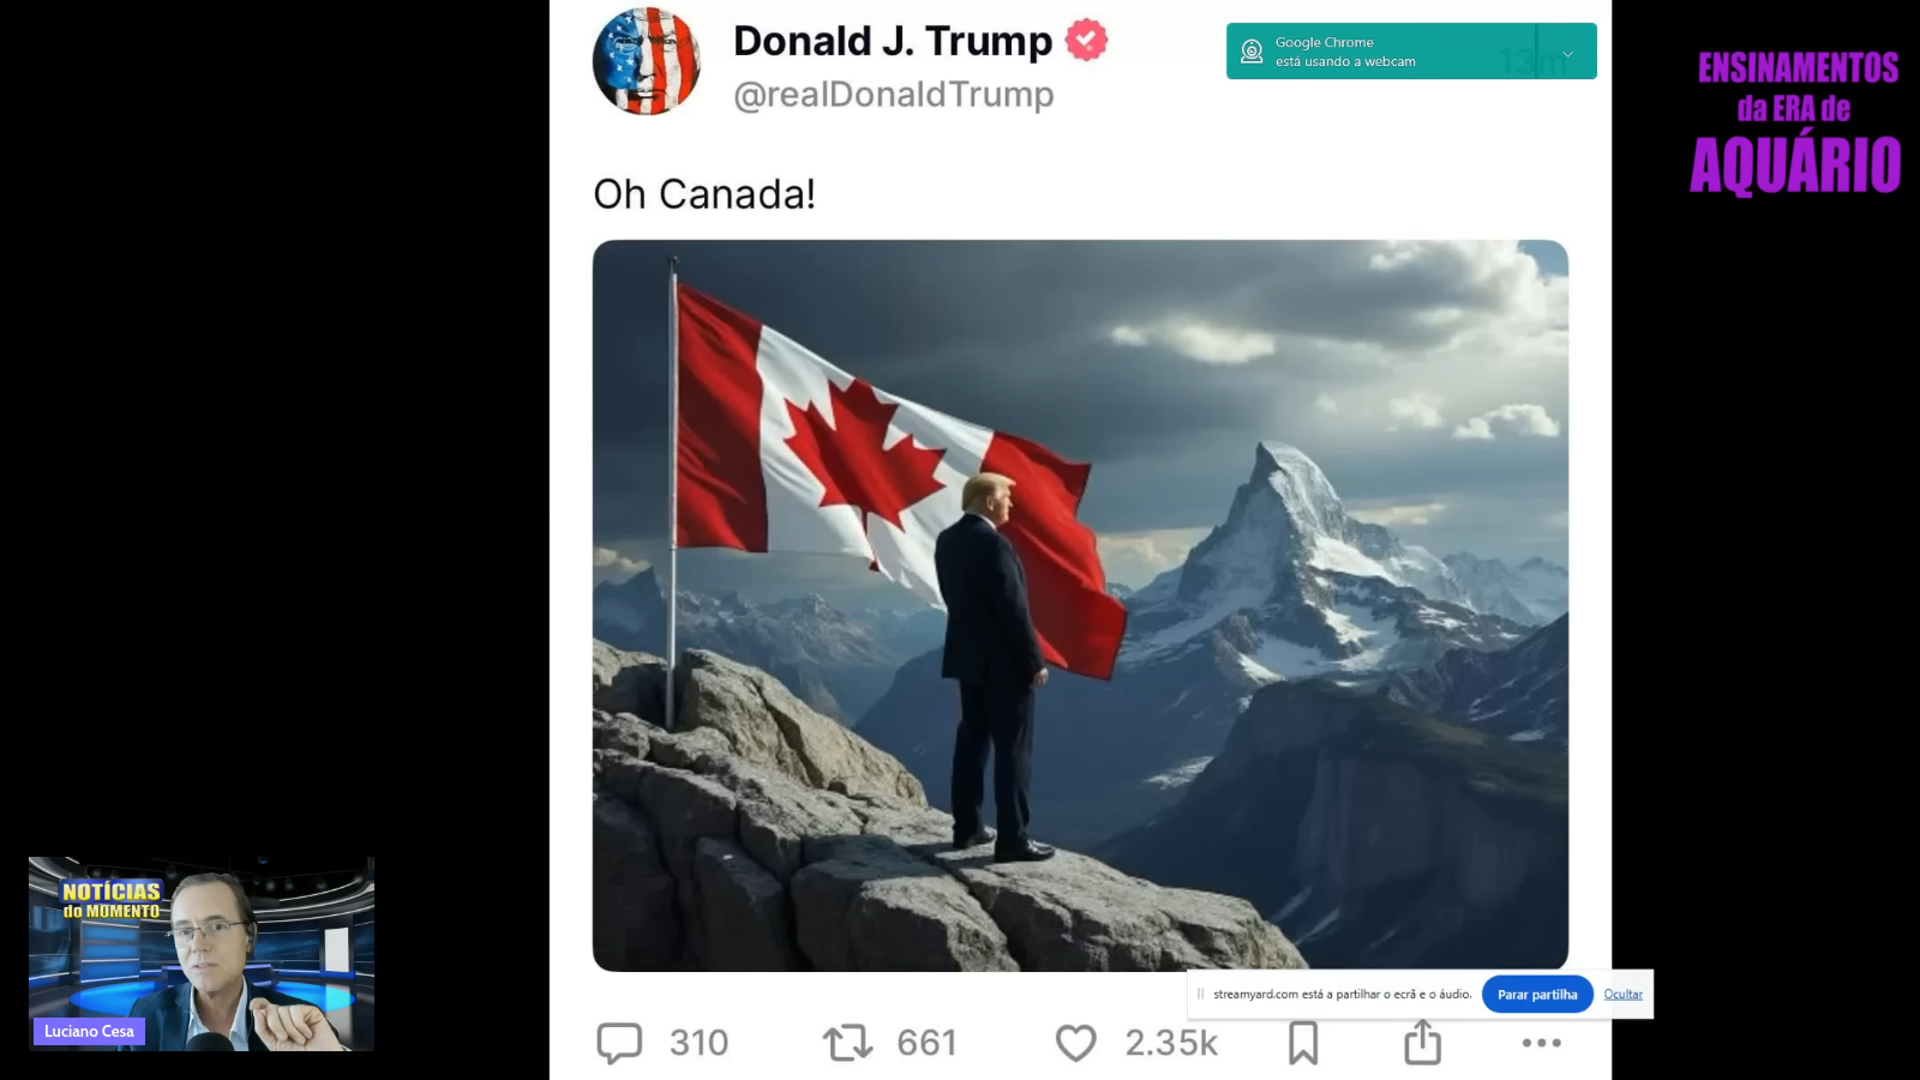 Donald J. Trump
@realDonaldTrump
Google Chrome
está usando a webcam
13m
ENSINAMENTOS
da ERA de
AQUÁRIO
Oh Canada!
NOTÍCIAS
do MOMENTO
Luciano Cesa
streamyard.com está a partilhar o ecrã e o áudio.
Parar partilha
Ocultar
310
661
2.35k